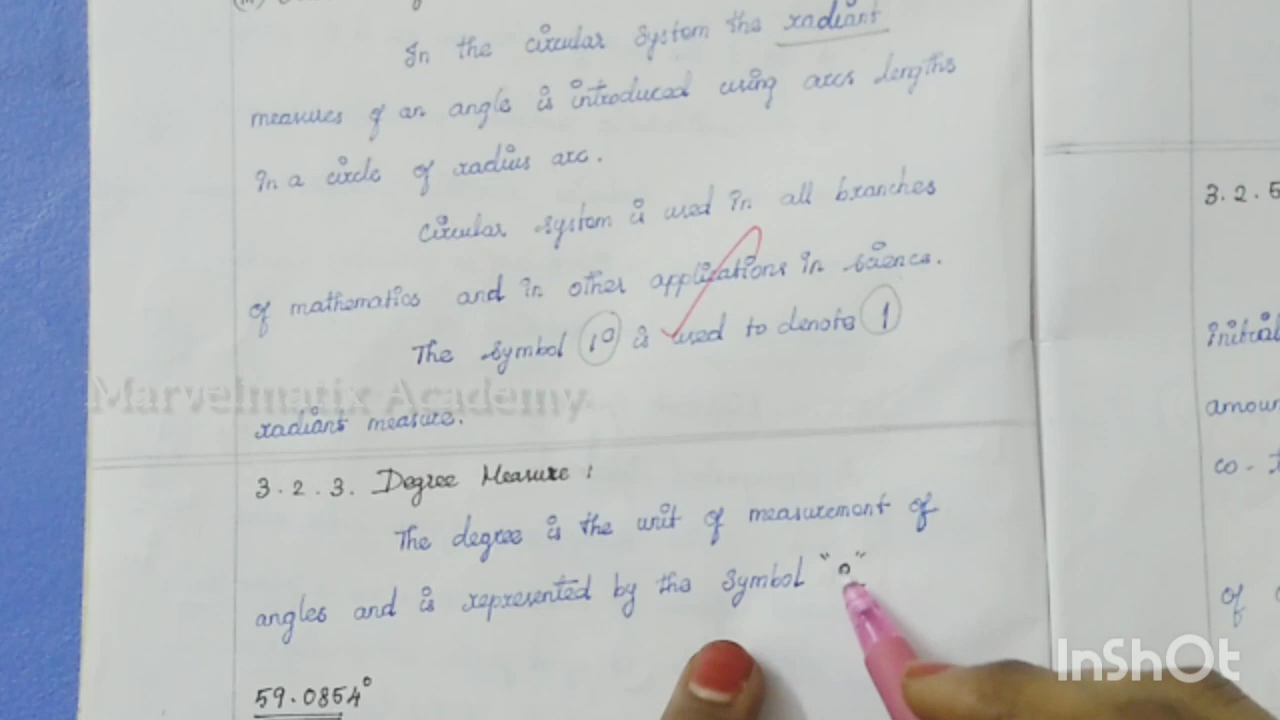 In the circular system the radiant
measures of an angle is introduced using arcs lengths
in a circle of radius arc.
Circular system is used in all branches
of mathematics and in other applications in science.
The symbol 1° is used to denote 1
Marvelmatix Academy
radians measure.
3.2.3. Degree Measure:
The degree is the unit of measurement of
angles and is represented by the symbol "°"
59.0854°
3.2.5
initial
amoun
co-t
of
InShOt